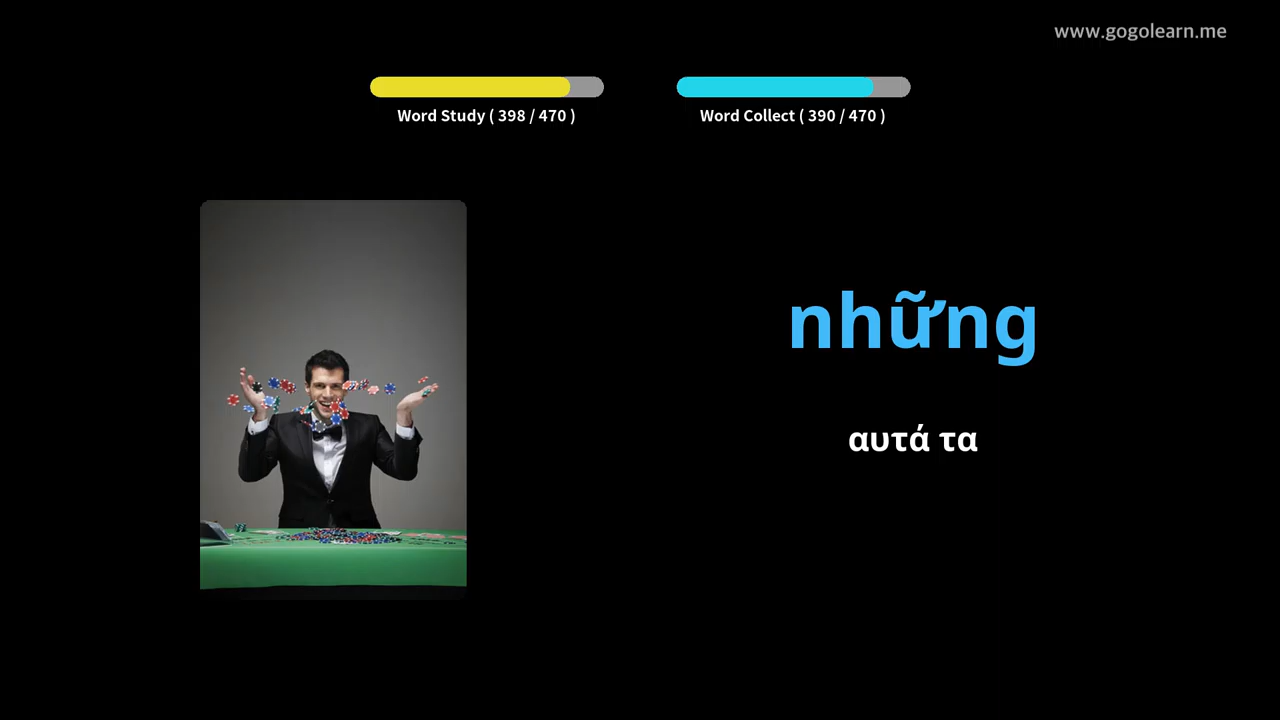 www.gogolearn.me
Word Study ( 398 / 470 )
Word Collect ( 390 / 470 )
những
αυτά τα